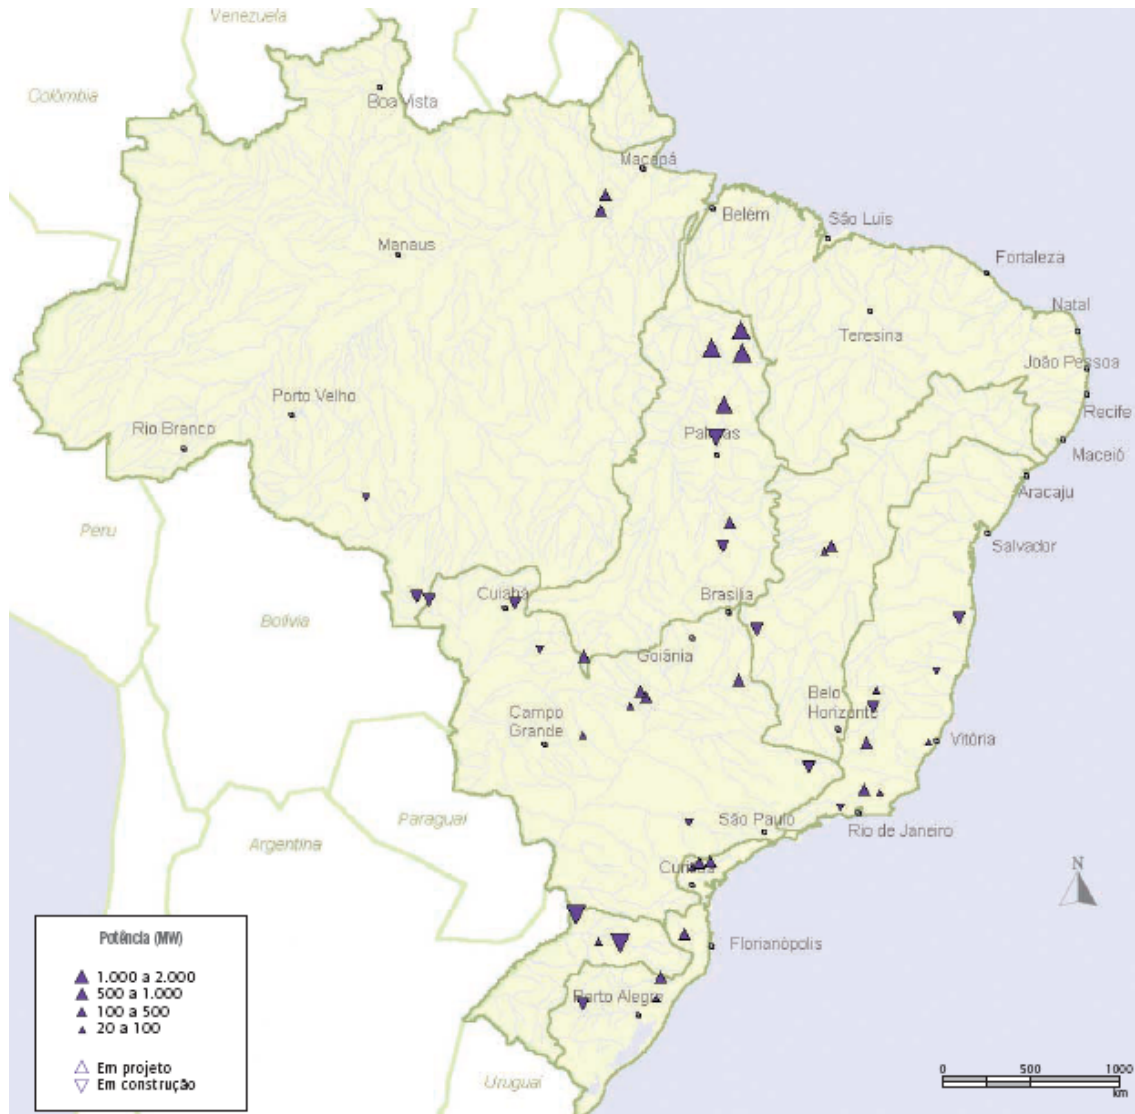 Venezuela
Colômbia
Boa Vista
Macapá
Belém
São Luis
Manaus
Fortaleza
Natal
Teresina
João Pessoa
Porto Velho
Recife
Rio Branco
Palmas
Maceió
Aracaju
Peru
Salvador
Cuiabá
Brasília
Bolívia
Goiânia
Campo
Grande
Belo
Horizonte
Vitória
Paraguai
São Paulo
Rio de Janeiro
Argentina
Curitiba
N
Florianópolis
Porto Alegre
Uruguai
Potência (MW)
1.000 a 2.000
500 a 1.000
100 a 500
20 a 100
Em projeto
Em construção
0 500 1000
km